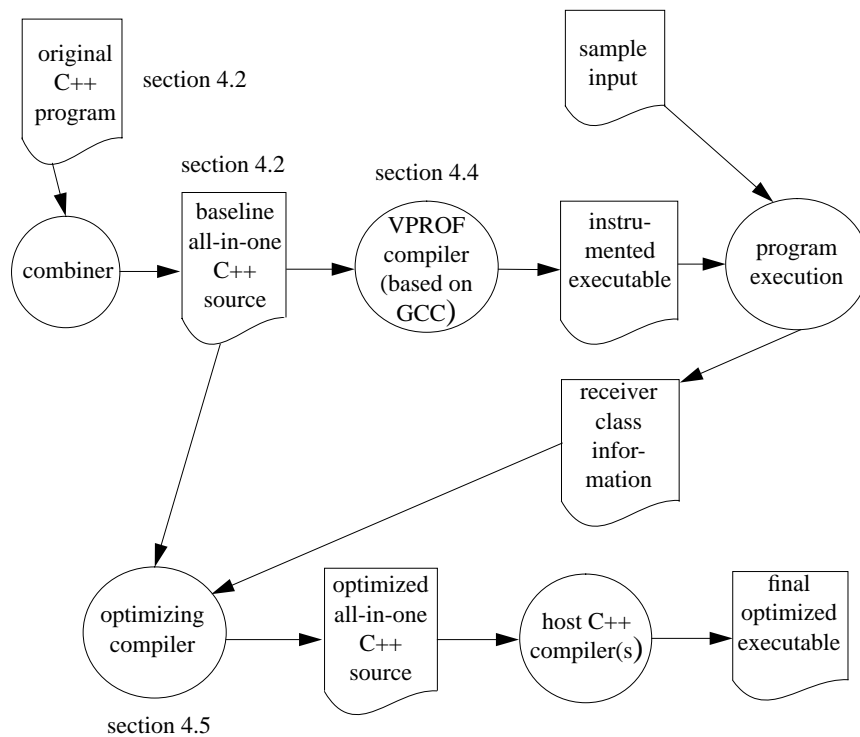 original
C++
program
section 4.2
sample
input
section 4.2
section 4.4
combiner
baseline
all-in-one
C++
source
VPROF
compiler
(based on
GCC)
instru-
mented
executable
program
execution
receiver
class
infor-
mation
optimizing
compiler
optimized
all-in-one
C++
source
host C++
compiler(s)
final
optimized
executable
section 4.5